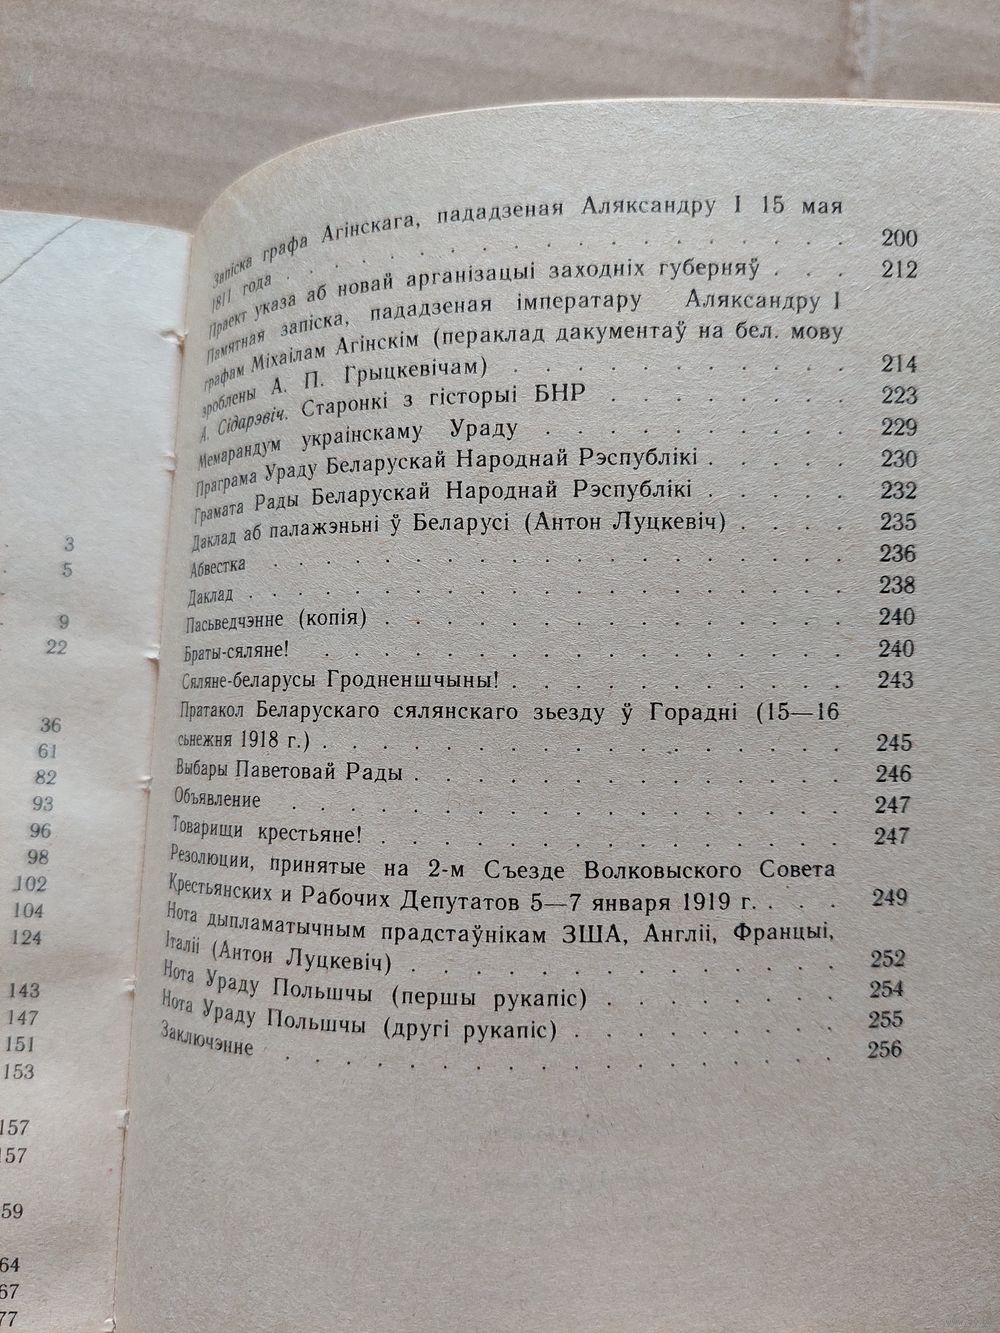 3
5
9
22
36
61
82
93
96
98
102
104
124
143
147
151
153
157
157
59
64
67
77
Запіска графа Агінскага, пададзеная Аляксандру I 15 мая
1811 года . . . . . . . . . . . . . . . . . . 200
Праект указа аб новай арганізацыі заходніх губерняў . . . 212
Памятная запіска, пададзеная імператару Аляксандру I
графам Міхаілам Агінскім (пераклад дакументаў на бел. мову
зроблены А. П. Грыцкевічам) . . . . . . . . . . 214
А. Сідарэвіч. Старонкі з гісторыі БНР . . . . . . . 223
Мемарандум украінскаму Ураду . . . . . . . . . 229
Праграма Ураду Беларускай Народнай Рэспублікі . . . . . 230
Грамата Рады Беларускай Народнай Рэспублікі . . . . . 232
Даклад аб палажэньні ў Беларусі (Антон Луцкевіч) . . . . 235
Абвестка . . . . . . . . . . . . . . . . . . 236
Даклад . . . . . . . . . . . . . . . . . . . 238
Пасьведчэнне (копія) . . . . . . . . . . . . . . 240
Браты-сяляне! . . . . . . . . . . . . . . . . 240
Сяляне-беларусы Гродненшчыны! . . . . . . . . . . 243
Пратакол Беларускаго сялянскаго зьезду ў Горадні (15—16
сьнежня 1918 г.) . . . . . . . . . . . . . . . . 245
Выбары Паветовай Рады . . . . . . . . . . . . . 246
Объявление . . . . . . . . . . . . . . . . . 247
Товарищи крестьяне! . . . . . . . . . . . . . . 247
Резолюции, принятые на 2-м Съезде Волковыского Совета
Крестьянских и Рабочих Депутатов 5—7 января 1919 г. . . . 249
Нота дыпламатычным прадстаўнікам ЗША, Англіі, Францыі,
Італіі (Антон Луцкевіч) . . . . . . . . . . . . . 252
Нота Ураду Польшчы (першы рукапіс) . . . . . . . . 254
Нота Ураду Польшчы (другі рукапіс) . . . . . . . . . 255
Заключэнне . . . . . . . . . . . . . . . . . 256